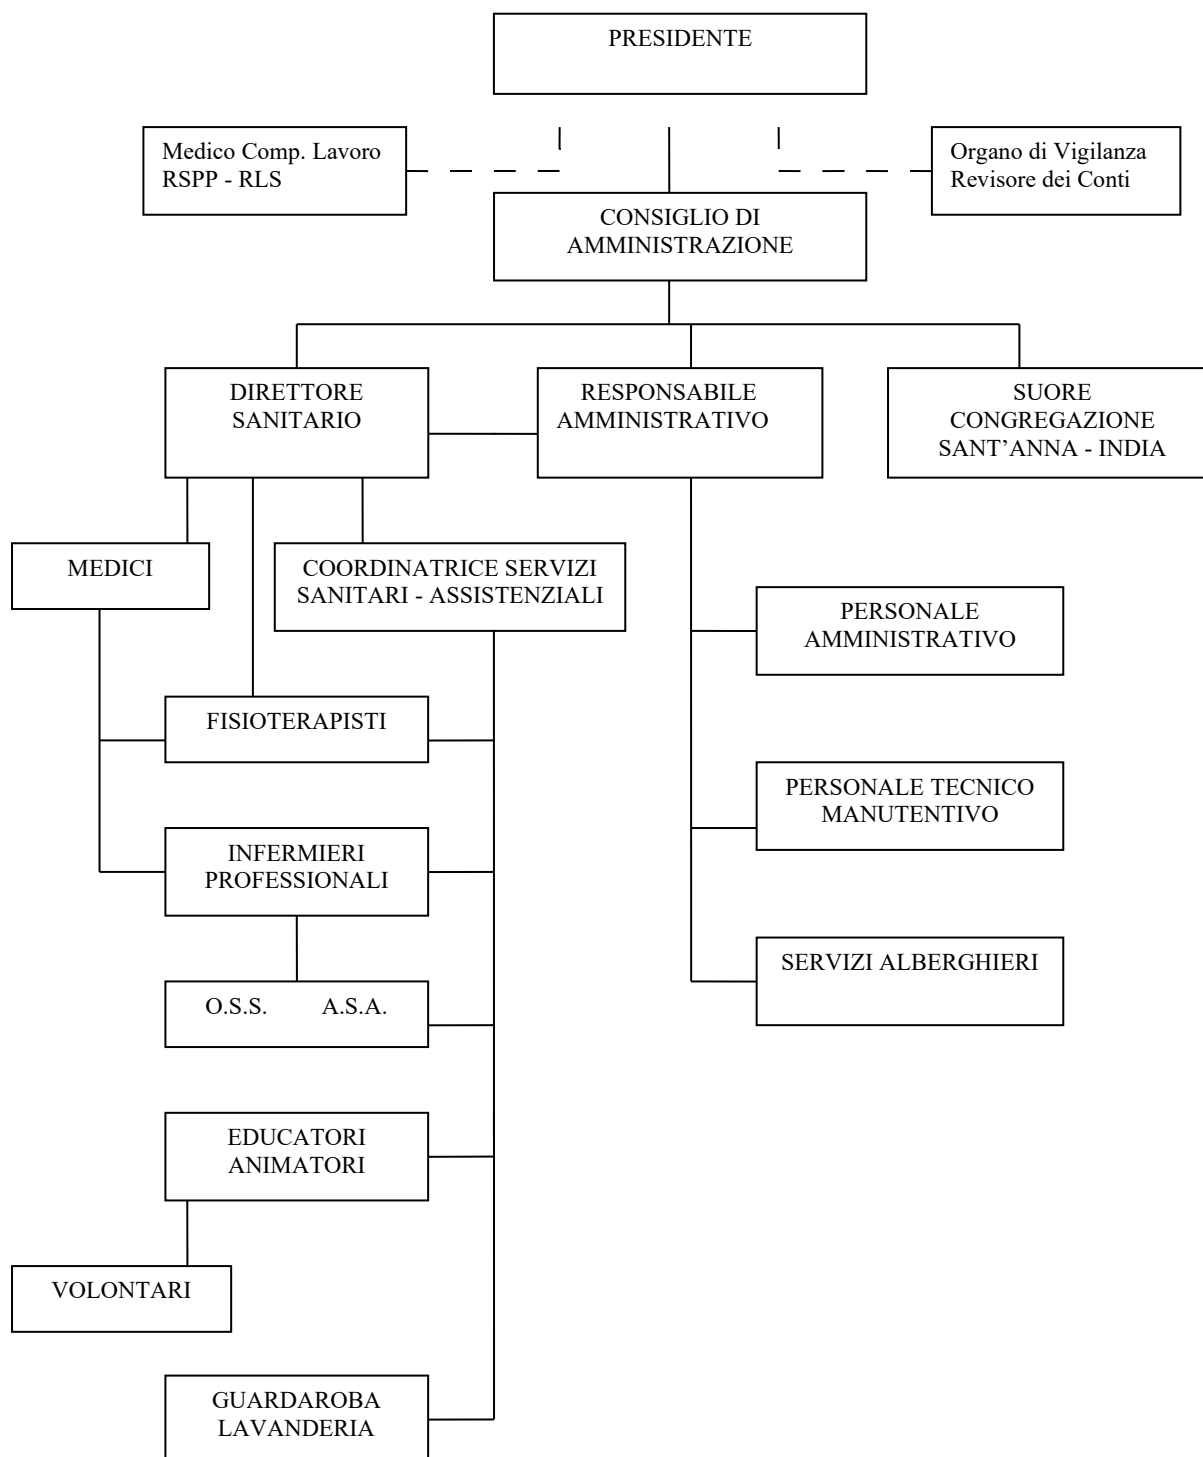 PRESIDENTE
Medico Comp. Lavoro
RSPP - RLS
Organo di Vigilanza
Revisore dei Conti
CONSIGLIO DI
AMMINISTRAZIONE
DIRETTORE
SANITARIO
RESPONSABILE
AMMINISTRATIVO
SUORE
CONGREGAZIONE
SANT’ANNA - INDIA
MEDICI
COORDINATRICE SERVIZI
SANITARI - ASSISTENZIALI
PERSONALE
AMMINISTRATIVO
FISIOTERAPISTI
PERSONALE TECNICO
MANUTENTIVO
INFERMIERI
PROFESSIONALI
SERVIZI ALBERGHIERI
O.S.S. A.S.A.
EDUCATORI
ANIMATORI
VOLONTARI
GUARDAROBA
LAVANDERIA